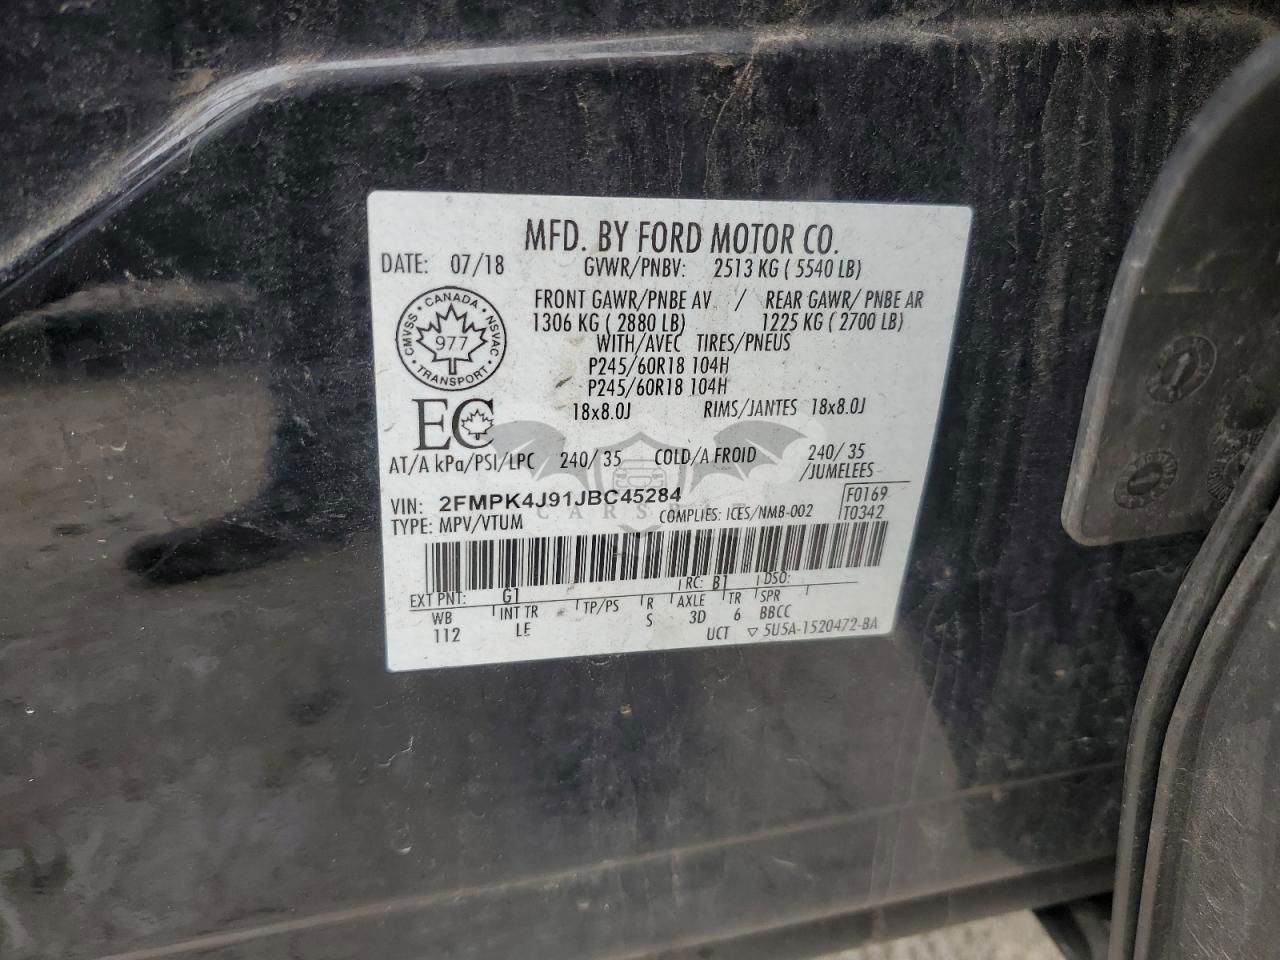 MFD. BY FORD MOTOR CO.
DATE: 07/18 GVWR/PNBV: 2513 KG ( 5540 LB)
FRONT GAWR/PNBE AV / REAR GAWR/ PNBE AR
1306 KG ( 2880 LB) 1225 KG ( 2700 LB)
WITH/AVEC TIRES/PNEUS
P245/60R18 104H
P245/60R18 104H
18x8.0J RIMS/JANTES 18x8.0J
CMVSS · CANADA · NSVAC · TRANSPORT ·
977
EC
AT/A kPa/PSI/LPC 240/ 35 COLD/A FROID 240/ 35
/JUMELEES
VIN: 2FMPK4J91JBC45284 F0169
TYPE: MPV/VTUM COMPLIES: ICES/NMB-002 T0342
CARSB
EXT PNT: G1 RC: B1 DSO:
WB INT TR TP/PS R AXLE TR SPR
112 LE S 3D 6 BBCC
UCT ▽ 5U5A-1520472-BA